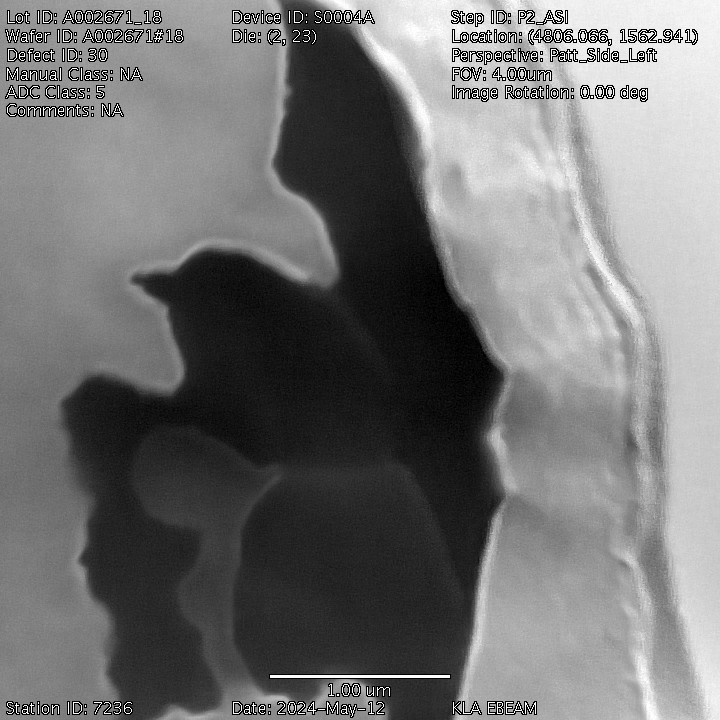 Lot ID: A002671_18
Wafer ID: A002671#18
Defect ID: 30
Manual Class: NA
ADC Class: 5
Comments: NA
Device ID: S0004A
Die: (2, 23)
Step ID: P2_ASI
Location: (4806.066, 1562.941)
Perspective: Patt_Side_Left
FOV: 4.00um
Image Rotation: 0.00 deg
1.00 um
Station ID: 7236
Date: 2024-May-12
KLA EBEAM